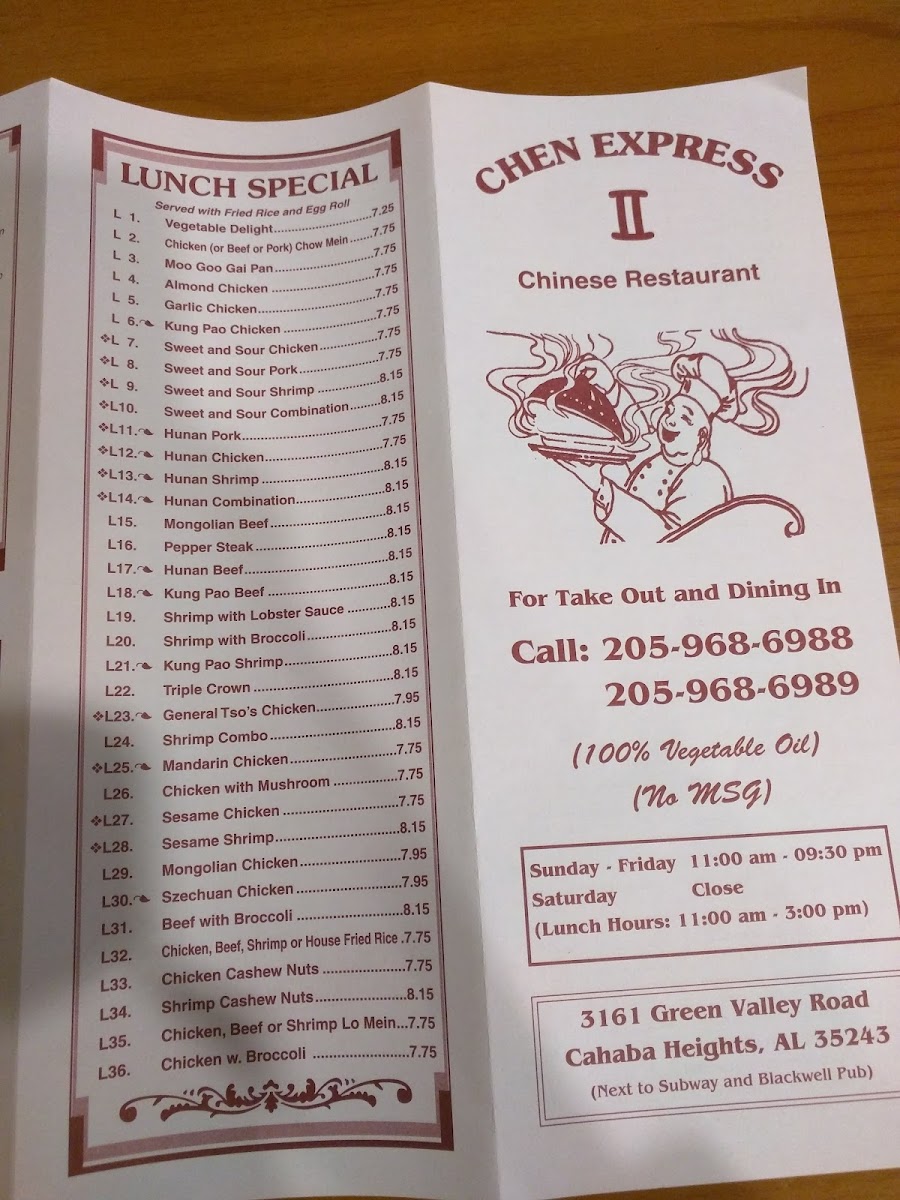 LUNCH SPECIAL
Served with Fried Rice and Egg Roll
L 1. Vegetable Delight..............................7.25
L 2. Chicken (or Beef or Pork) Chow Mein ......7.75
L 3. Moo Goo Gai Pan..............................7.75
L 4. Almond Chicken ..............................7.75
L 5. Garlic Chicken..............................7.75
L 6. Kung Pao Chicken ..............................7.75
❖L 7. Sweet and Sour Chicken......................7.75
❖L 8. Sweet and Sour Pork..........................7.75
❖L 9. Sweet and Sour Shrimp ......................8.15
❖L10. Sweet and Sour Combination...............8.15
❖L11. Hunan Pork.......................................7.75
❖L12. Hunan Chicken..................................7.75
❖L13. Hunan Shrimp ..................................8.15
❖L14. Hunan Combination...........................8.15
L15. Mongolian Beef..................................8.15
L16. Pepper Steak.....................................8.15
L17. Hunan Beef.......................................8.15
L18. Kung Pao Beef ..................................8.15
L19. Shrimp with Lobster Sauce ...............8.15
L20. Shrimp with Broccoli..........................8.15
L21. Kung Pao Shrimp...............................8.15
L22. Triple Crown .....................................8.15
❖L23. General Tso's Chicken......................7.95
L24. Shrimp Combo...................................8.15
❖L25. Mandarin Chicken.............................7.75
L26. Chicken with Mushroom ....................7.75
❖L27. Sesame Chicken ...............................7.75
❖L28. Sesame Shrimp.................................8.15
L29. Mongolian Chicken.............................7.95
L30. Szechuan Chicken .............................7.95
L31. Beef with Broccoli .............................8.15
L32. Chicken, Beef, Shrimp or House Fried Rice .7.75
L33. Chicken Cashew Nuts ........................7.75
L34. Shrimp Cashew Nuts..........................8.15
L35. Chicken, Beef or Shrimp Lo Mein...7.75
L36. Chicken w. Broccoli ...........................7.75
CHEN EXPRESS
II
Chinese Restaurant
For Take Out and Dining In
Call: 205-968-6988
205-968-6989
(100% Vegetable Oil)
(No MSG)
Sunday - Friday 11:00 am - 09:30 pm
Saturday Close
(Lunch Hours: 11:00 am - 3:00 pm)
3161 Green Valley Road
Cahaba Heights, AL 35243
(Next to Subway and Blackwell Pub)